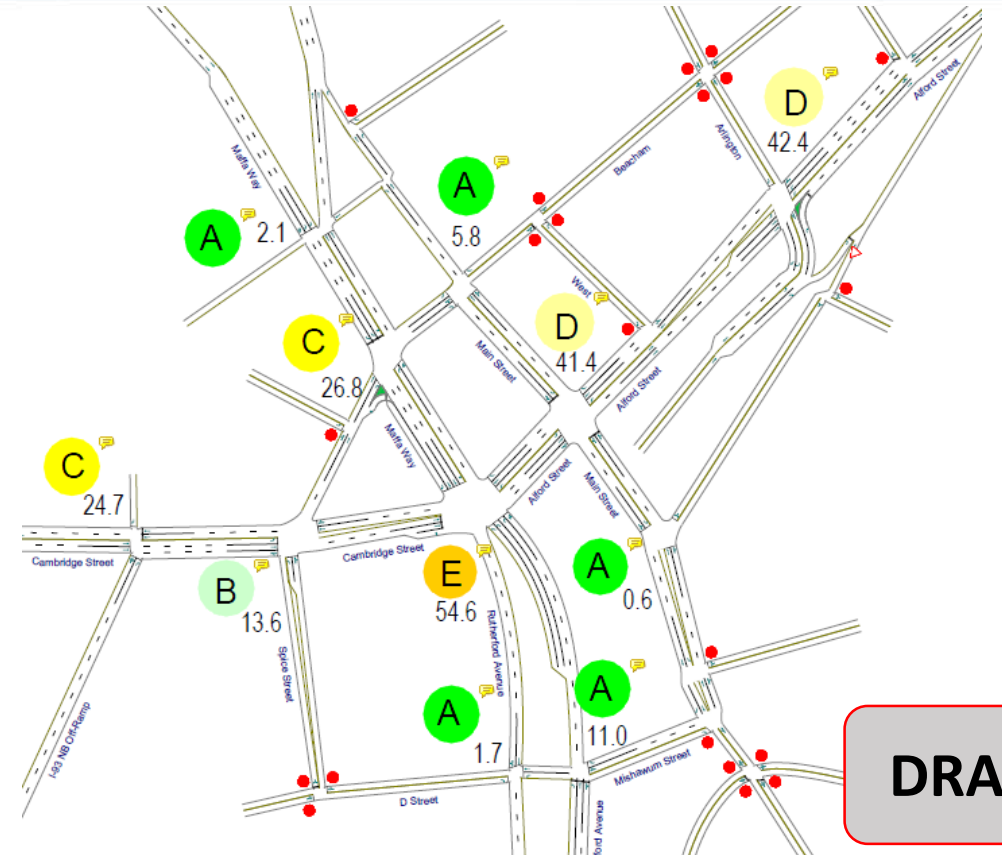 Alford Street
D
42.4
Arlington
Maffa Way
Beacham
A
5.8
A
2.1
West
D
41.4
C
26.8
Main Street
Alford Street
Maffa Way
C
24.7
Alford Street
Main Street
Cambridge Street
Cambridge Street
B
13.6
E
54.6
A
0.6
Rutherford Avenue
Spice Street
A
1.7
A
11.0
I-93 NB Off-Ramp
Mishawum Street
D Street
ford Avenue
DRA